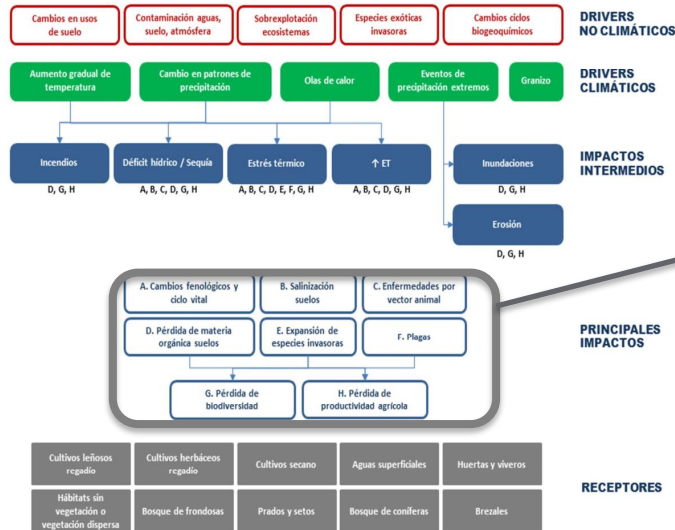 Cambios en usos
de suelo
Contaminación aguas,
suelo, atmósfera
Sobrexplotación
ecosistemas
Especies exóticas
invasoras
Cambios ciclos
biogeoquímicos
DRIVERS
NO CLIMÁTICOS
Aumento gradual de
temperatura
Cambio en patrones de
precipitación
Olas de calor
Eventos de
precipitación extremos
Granizo
DRIVERS
CLIMÁTICOS
Incendios
Déficit hídrico / Sequía
Estrés térmico
↑ ET
Inundaciones
IMPACTOS
INTERMEDIOS
D, G, H
A, B, C, D, G, H
A, B, C, D, E, F, G, H
A, B, C, D, G, H
D, G, H
Erosión
D, G, H
A. Cambios fenológicos y
ciclo vital
B. Salinización
suelos
C. Enfermedades por
vector animal
D. Pérdida de materia
orgánica suelos
E. Expansión de
especies invasoras
F. Plagas
PRINCIPALES
IMPACTOS
G. Pérdida de
biodiversidad
H. Pérdida de
productividad agrícola
Cultivos leñosos
regadío
Cultivos herbáceos
regadío
Cultivos secano
Aguas superficiales
Huertas y viveros
RECEPTORES
Hábitats sin
vegetación o
vegetación dispersa
Bosque de frondosas
Prados y setos
Bosque de coníferas
Brezales